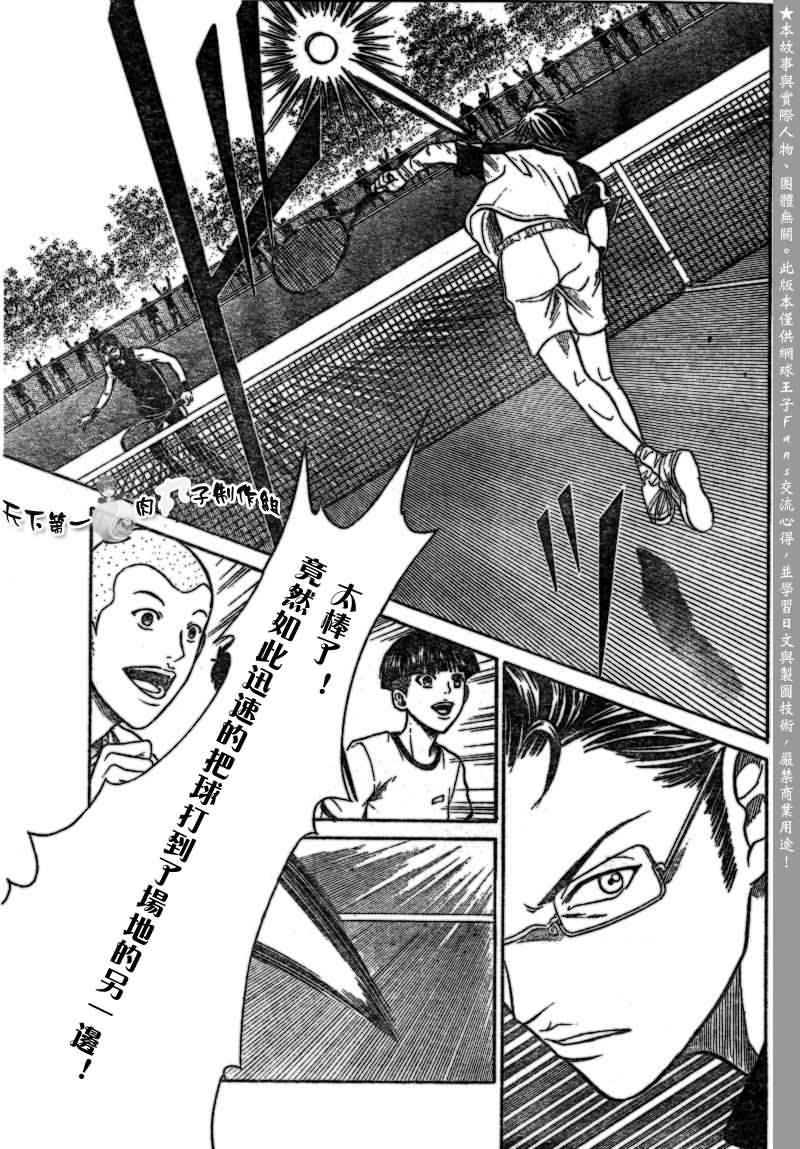 ★本故事與實際人物、團體無關。此版本僅供網球王子Fans交流心得，並學習日文與製圖技術，嚴禁商業用途！
太棒了！
竟然如此迅速的把球打到了場地的另一邊！
天下第一
肉
子制作組